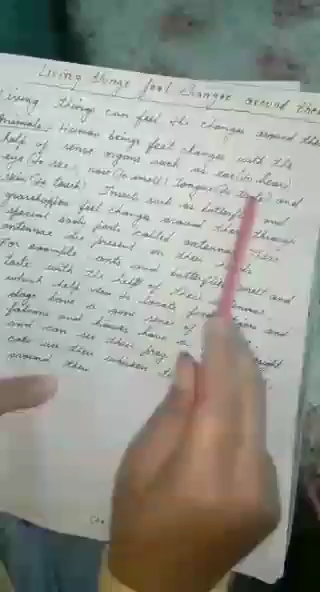 Living things feel changes around them
Living things can feel the changes around them
Animals - Human beings feel changes with the
help of sense organs such as ear (to hear)
eye (to see), nose (to smell) tongue (to taste) and
skin (to touch). Insects such as butterflies and
grasshoppers feel changes around them through
special body parts called antennae. These
antennae are present on their heads.
For example ants and butterflies smell and
taste with the help of their antennae
which help them to locate food
dogs have a good sense of
falcons and hawks have a
and can see their prey
cats use their whiskers to
around them